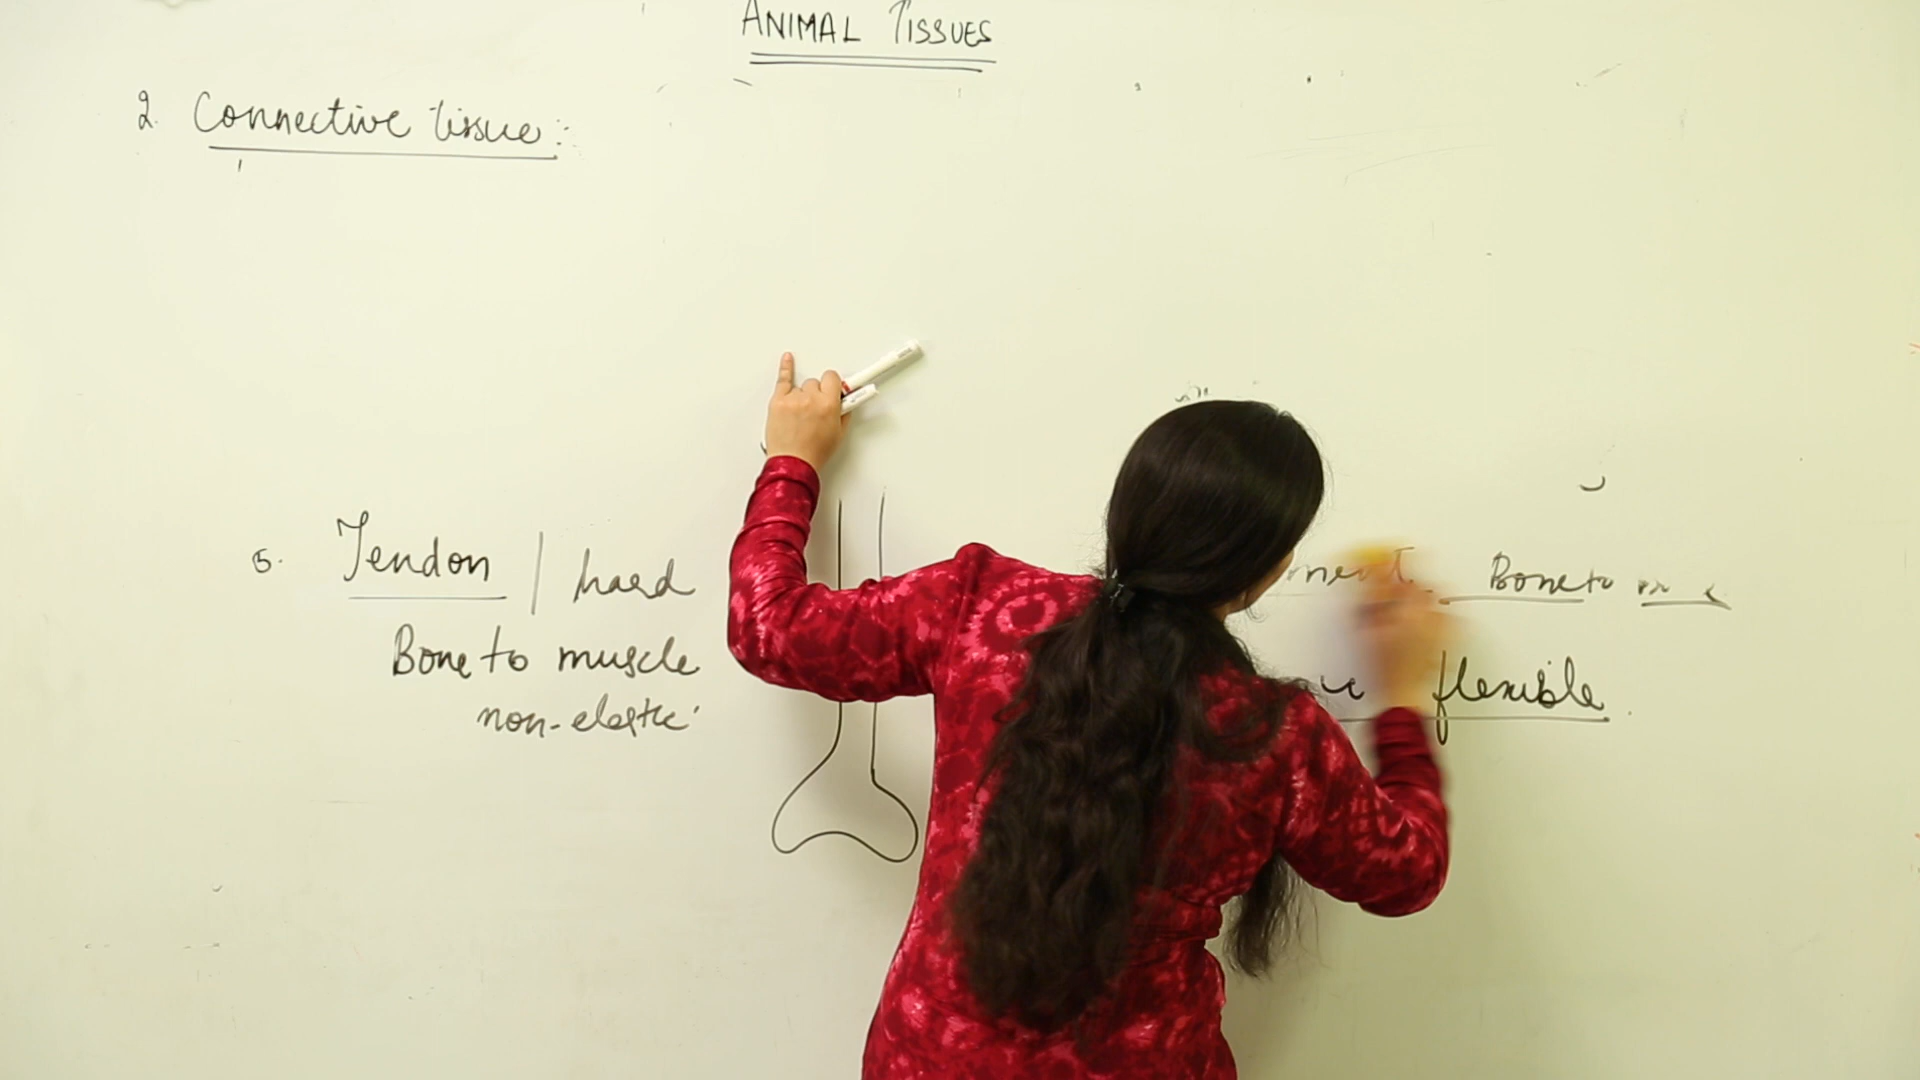 ANIMAL TISSUES
2. Connective tissue:
5. Tendon | hard
Bone to muscle
non-elastic
Bone to
flexible.